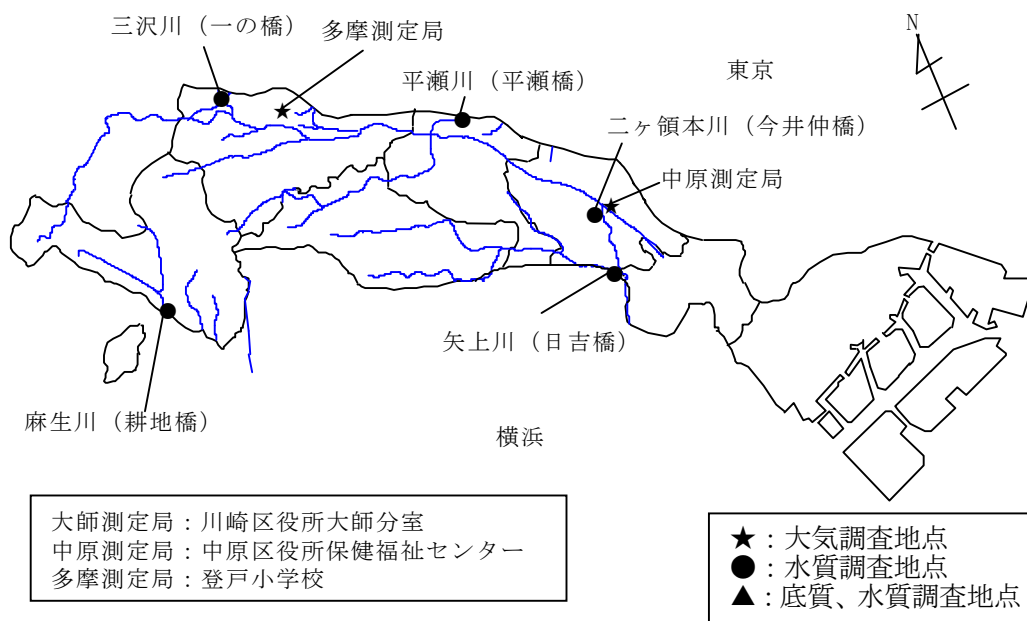 三沢川（一の橋）
多摩測定局
N
平瀬川（平瀬橋）
東京
二ヶ領本川（今井仲橋）
中原測定局
矢上川（日吉橋）
麻生川（耕地橋）
横浜
大師測定局：川崎区役所大師分室
中原測定局：中原区役所保健福祉センター
多摩測定局：登戸小学校
★：大気調査地点
●：水質調査地点
▲：底質、水質調査地点